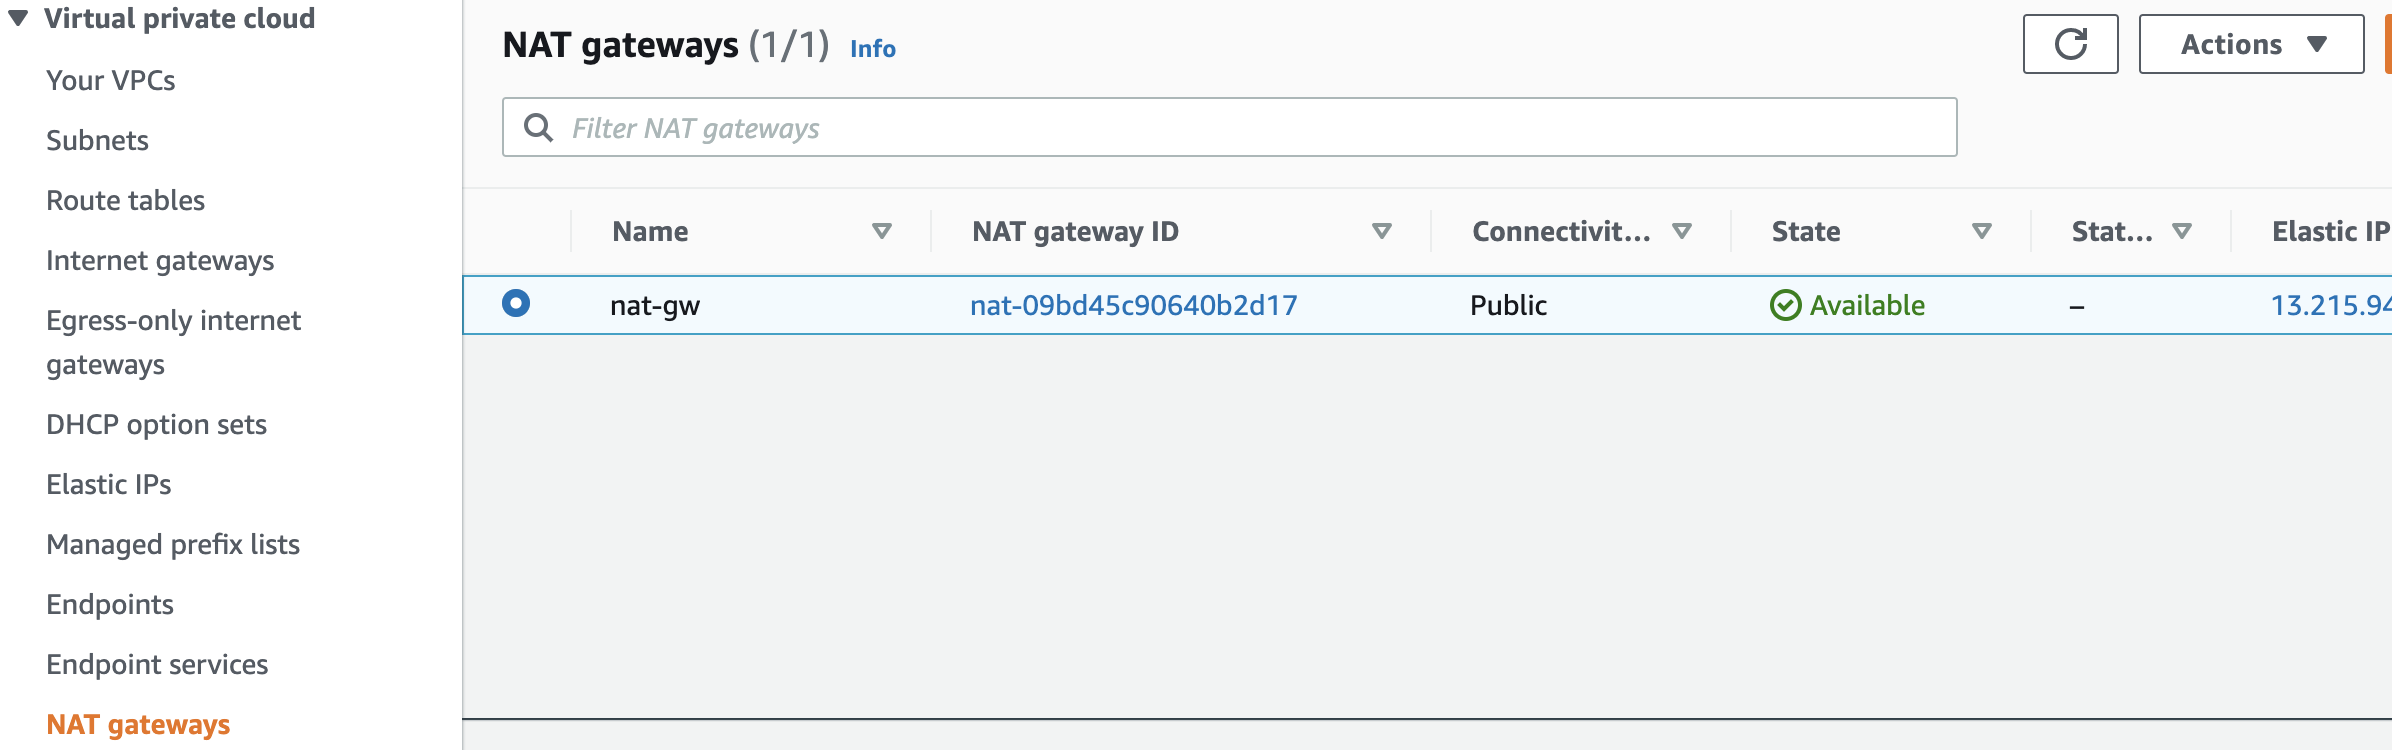 Virtual private cloud
Your VPCs
Subnets
Route tables
Internet gateways
Egress-only internet
gateways
DHCP option sets
Elastic IPs
Managed prefix lists
Endpoints
Endpoint services
NAT gateways
NAT gateways (1/1) Info
Actions
Filter NAT gateways
Name NAT gateway ID Connectivit... State Stat... Elastic IP
nat-gw nat-09bd45c90640b2d17 Public Available – 13.215.94